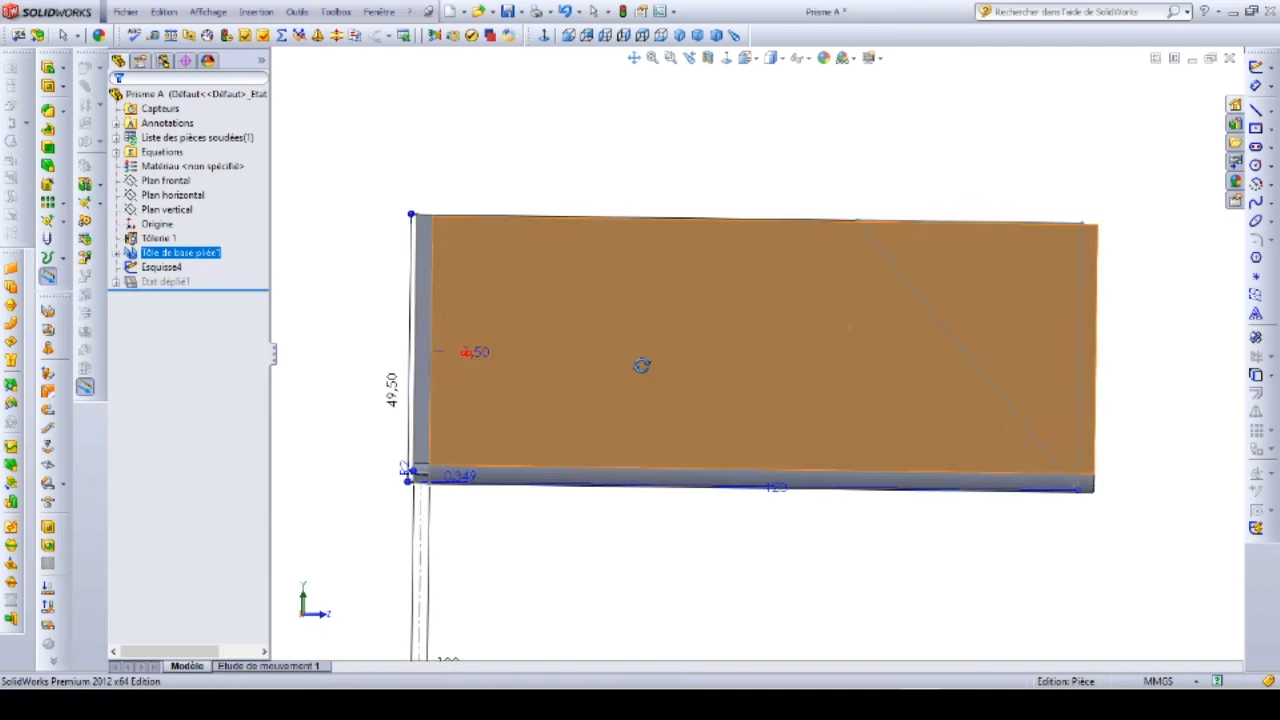 SOLIDWORKS Fichier Edition Affichage Insertion Outils Toolbox Fenêtre ? Prisme A * Rechercher dans l'aide de SolidWorks
Prisme A (Défaut<<Défaut>_Etat
Capteurs
Annotations
Liste des pièces soudées(1)
Equations
Matériau <non spécifié>
Plan frontal
Plan horizontal
Plan vertical
Origine
Tôlerie 1
Tôle de base pliée1
Esquisse4
Etat déplié1
49,50
0,349
Y
Z
Modèle Etude de mouvement 1
SolidWorks Premium 2012 x64 Edition Edition: Pièce MMGS